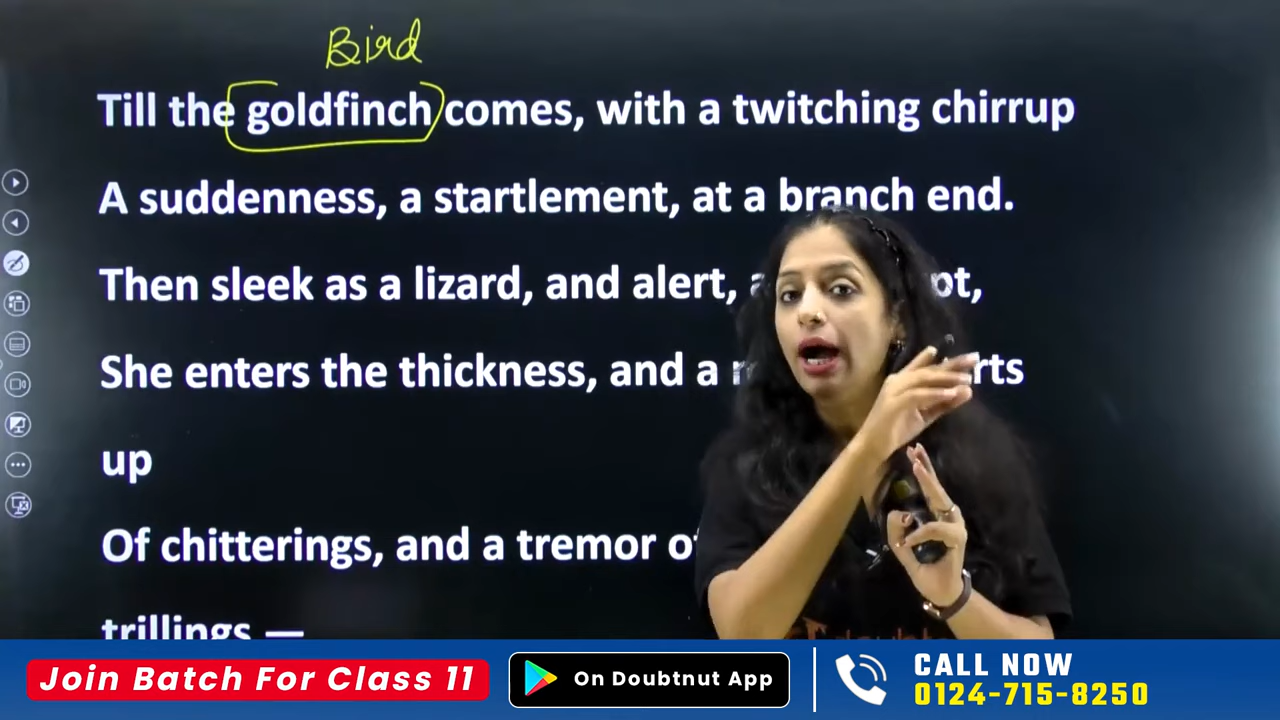 Bird
Till the goldfinch comes, with a twitching chirrup
A suddenness, a startlement, at a branch end.
Then sleek as a lizard, and alert,
She enters the thickness, and a
up
Of chitterings, and a tremor of
trillings —
Join Batch For Class 11
On Doubtnut App
CALL NOW
0124-715-8250